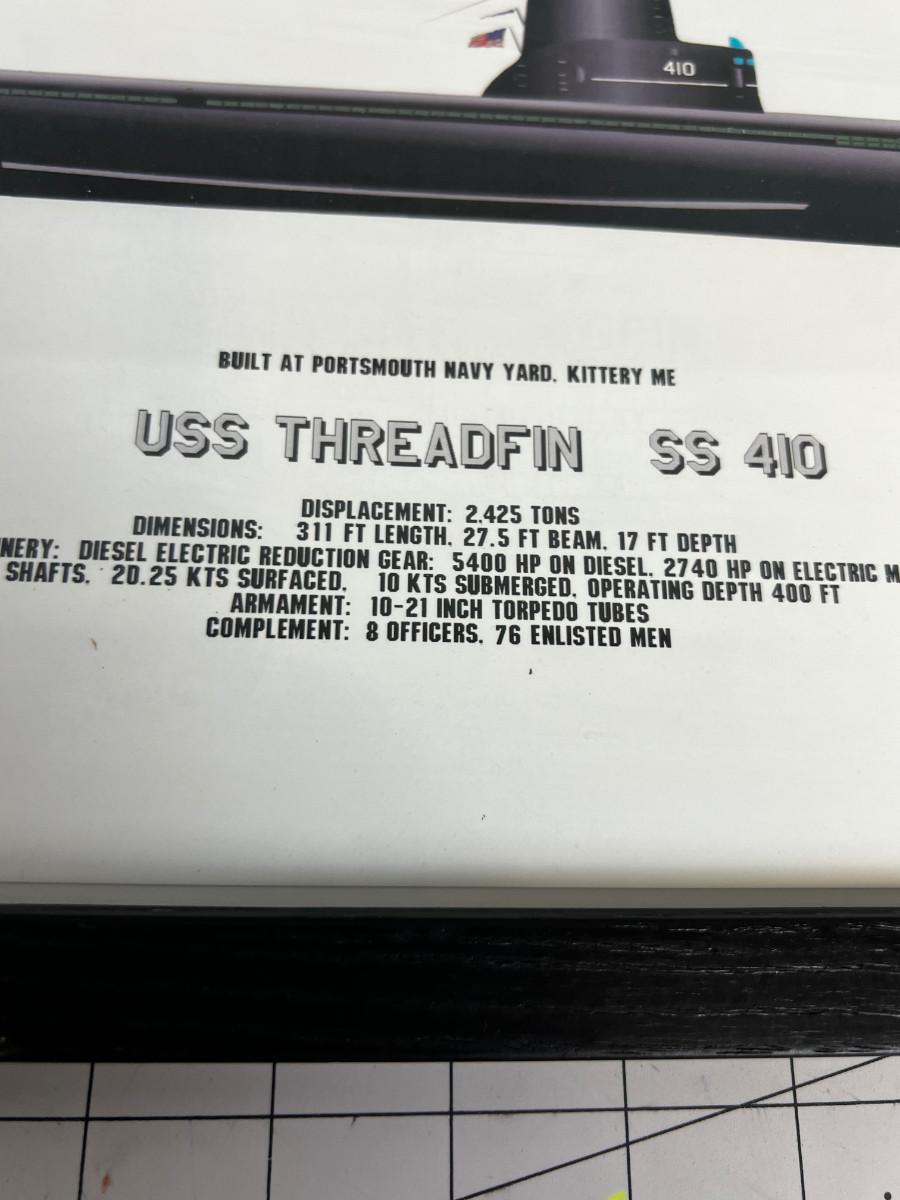 410
BUILT AT PORTSMOUTH NAVY YARD, KITTERY ME
USS THREADFIN SS 410
DISPLACEMENT: 2,425 TONS
DIMENSIONS: 311 FT LENGTH, 27.5 FT BEAM, 17 FT DEPTH
NERY: DIESEL ELECTRIC REDUCTION GEAR: 5400 HP ON DIESEL, 2740 HP ON ELECTRIC M
SHAFTS, 20.25 KTS SURFACED, 10 KTS SUBMERGED, OPERATING DEPTH 400 FT
ARMAMENT: 10-21 INCH TORPEDO TUBES
COMPLEMENT: 8 OFFICERS, 76 ENLISTED MEN